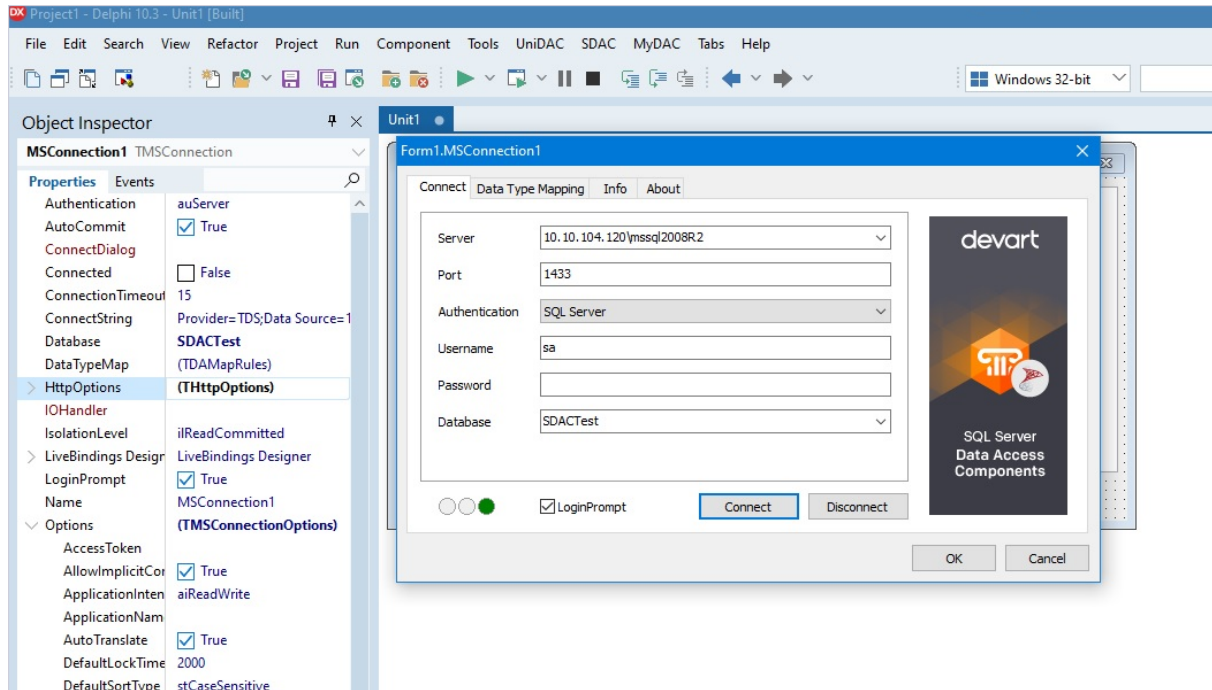 DX Project1 - Delphi 10.3 - Unit1 [Built]
File Edit Search View Refactor Project Run Component Tools UniDAC SDAC MyDAC Tabs Help
Windows 32-bit
Object Inspector
MSConnection1 TMSConnection
Properties Events
Authentication auServer
AutoCommit True
ConnectDialog
Connected False
ConnectionTimeout 15
ConnectString Provider=TDS;Data Source=1
Database SDACTest
DataTypeMap (TDAMapRules)
HttpOptions (THttpOptions)
IOHandler
IsolationLevel ilReadCommitted
LiveBindings Design LiveBindings Designer
LoginPrompt True
Name MSConnection1
Options (TMSConnectionOptions)
AccessToken
AllowImplicitCor True
ApplicationInten aiReadWrite
ApplicationNam
AutoTranslate True
DefaultLockTime 2000
DefaultSortType stCaseSensitive
Unit1
Form1.MSConnection1
Connect Data Type Mapping Info About
Server 10.10.104.120\mssql2008R2
Port 1433
Authentication SQL Server
Username sa
Password
Database SDACTest
LoginPrompt Connect Disconnect
devart
SQL Server
Data Access
Components
OK Cancel